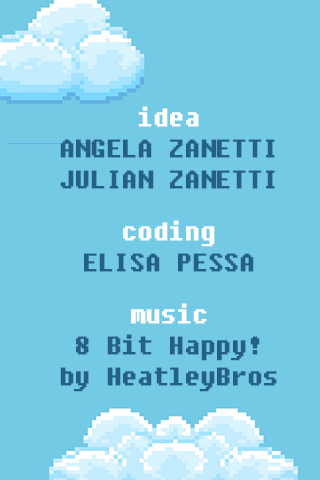 idea
ANGELA ZANETTI
JULIAN ZANETTI
coding
ELISA PESSA
music
8 Bit Happy!
by HeatleyBros